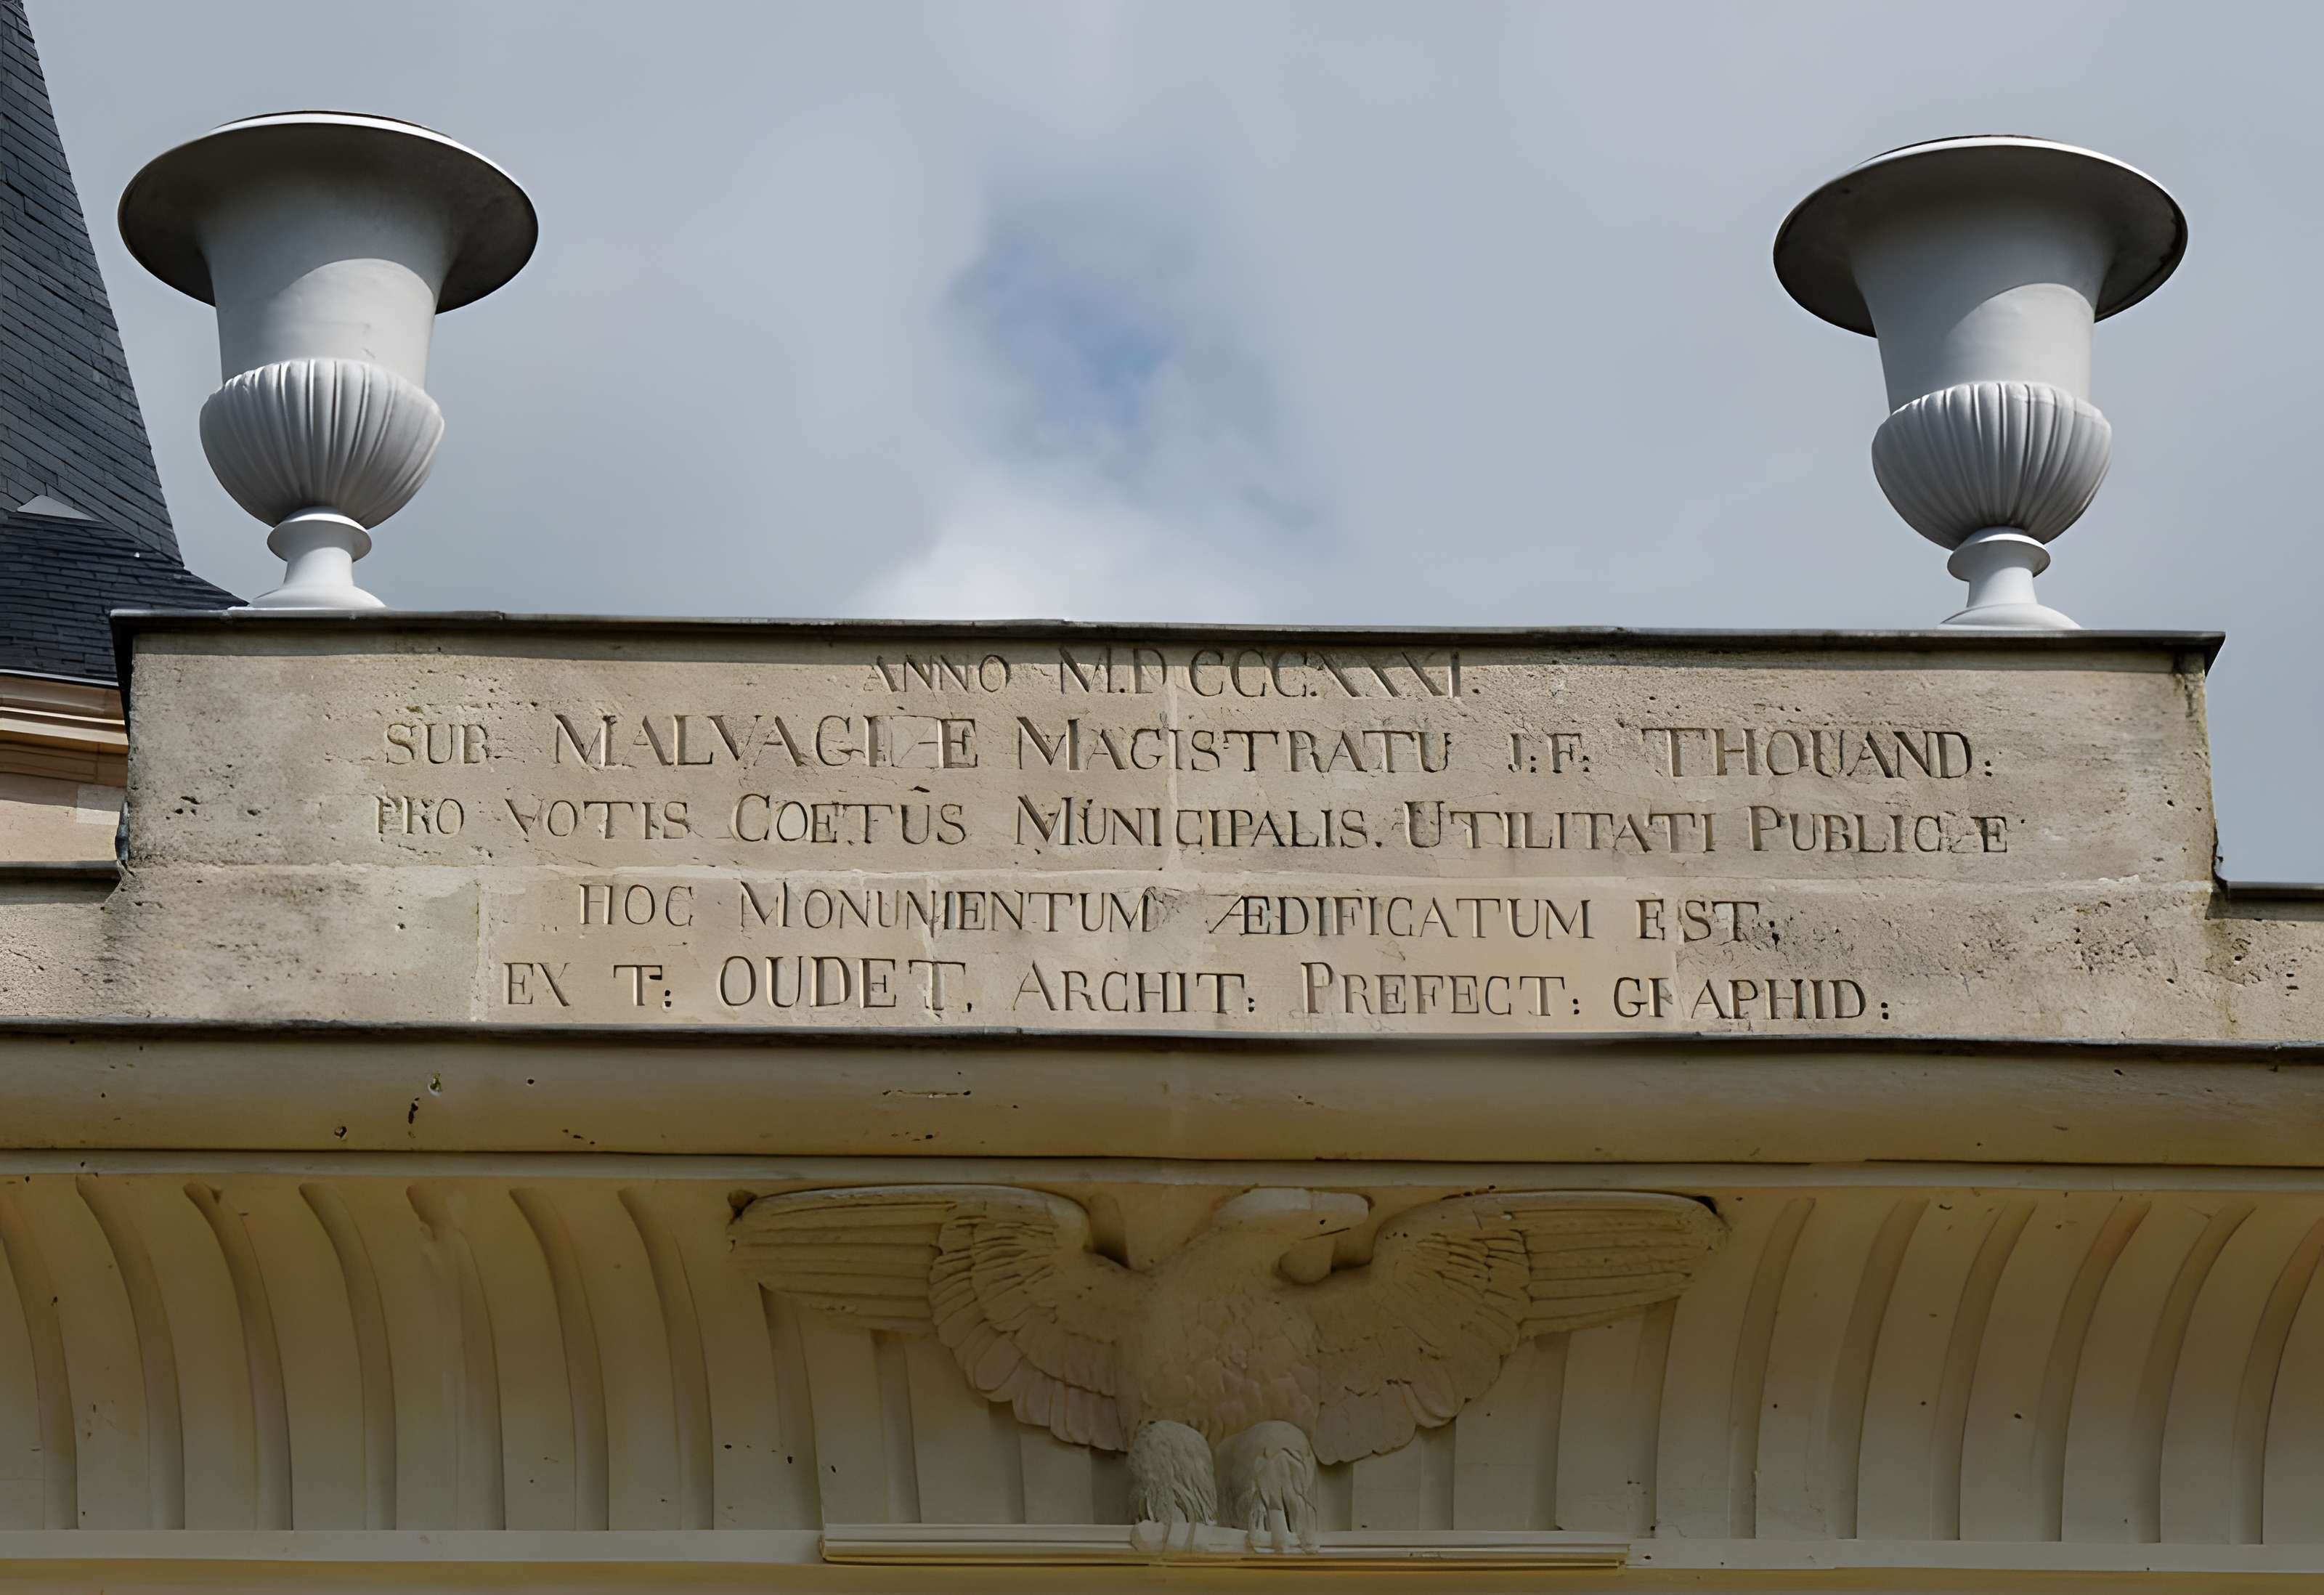 ANNO M.DCCCXXXI.
SUB MALVAGIÆ MAGISTRATU J:F: THOUAND:
PRO VOTIS COETUS MUNICIPALIS. UTILITATI PUBLICÆ
HOC MONUMENTUM ÆDIFICATUM EST;
EX T: OUDET, ARCHIT: PREFECT: GRAPHID: